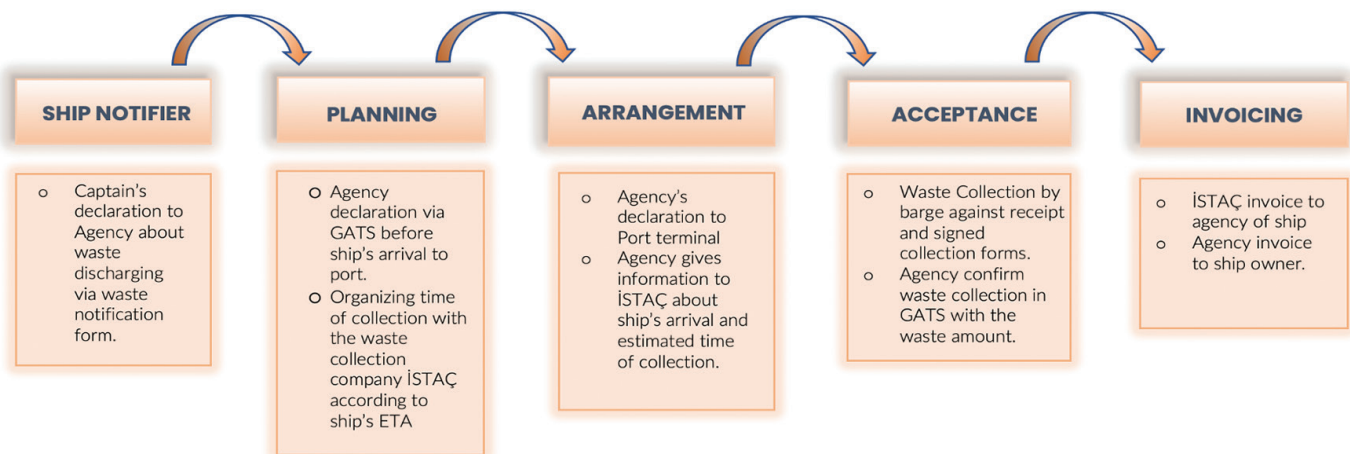 SHIP NOTIFIER
Captain's
declaration to
Agency about
waste
discharging
via waste
notification
form.
PLANNING
Agency
declaration via
GATS before
ship's arrival to
port.
Organizing time
of collection with
the waste
collection
company İSTAÇ
according to
ship's ETA
ARRANGEMENT
Agency's
declaration to
Port terminal
Agency gives
information to
İSTAÇ about
ship's arrival and
estimated time
of collection.
ACCEPTANCE
Waste Collection by
barge against receipt
and signed
collection forms.
Agency confirm
waste collection in
GATS with the
waste amount.
INVOICING
İSTAÇ invoice to
agency of ship
Agency invoice
to ship owner.